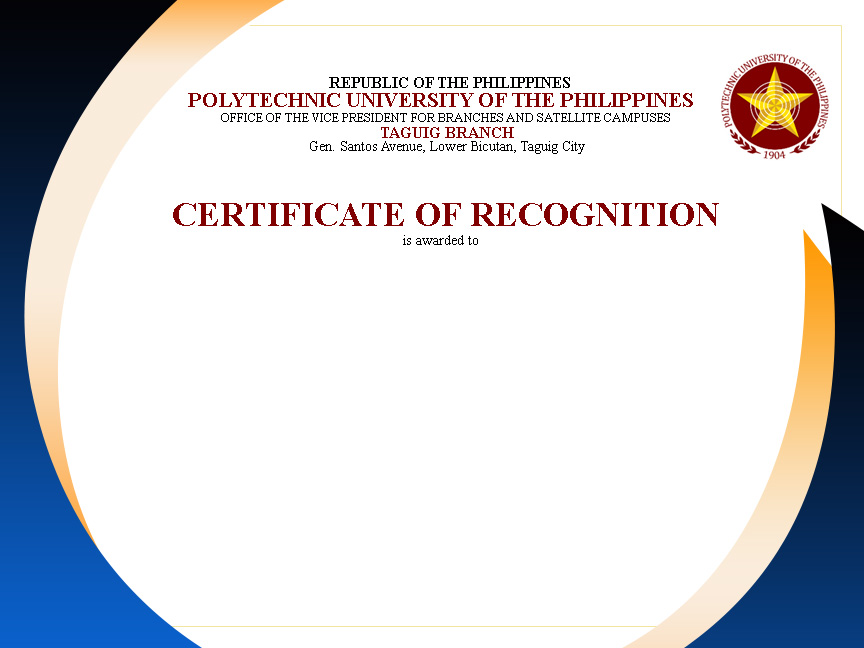 REPUBLIC OF THE PHILIPPINES
POLYTECHNIC UNIVERSITY OF THE PHILIPPINES
OFFICE OF THE VICE PRESIDENT FOR BRANCHES AND SATELLITE CAMPUSES
TAGUIG BRANCH
Gen. Santos Avenue, Lower Bicutan, Taguig City
POLYTECHNIC UNIVERSITY OF THE PHILIPPINES
1904
CERTIFICATE OF RECOGNITION
is awarded to